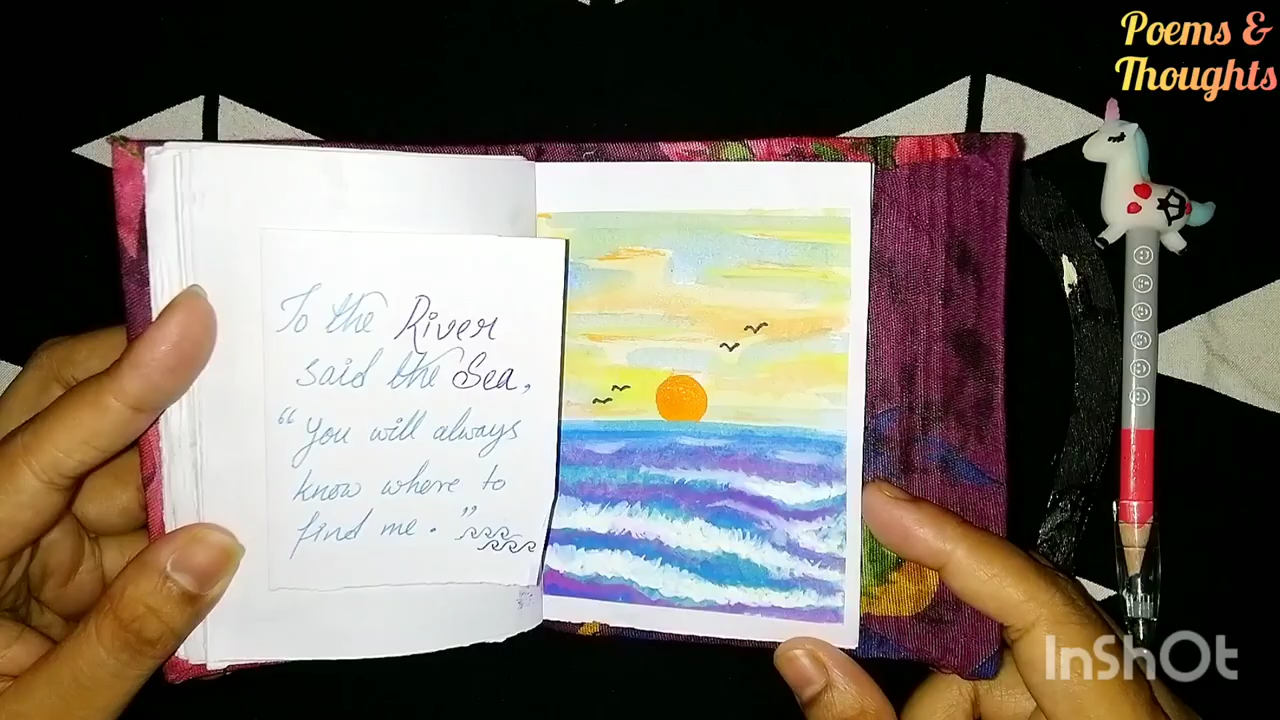 Poems &
Thoughts
To the River
said the Sea,
"You will always
know where to
find me."
InShOt